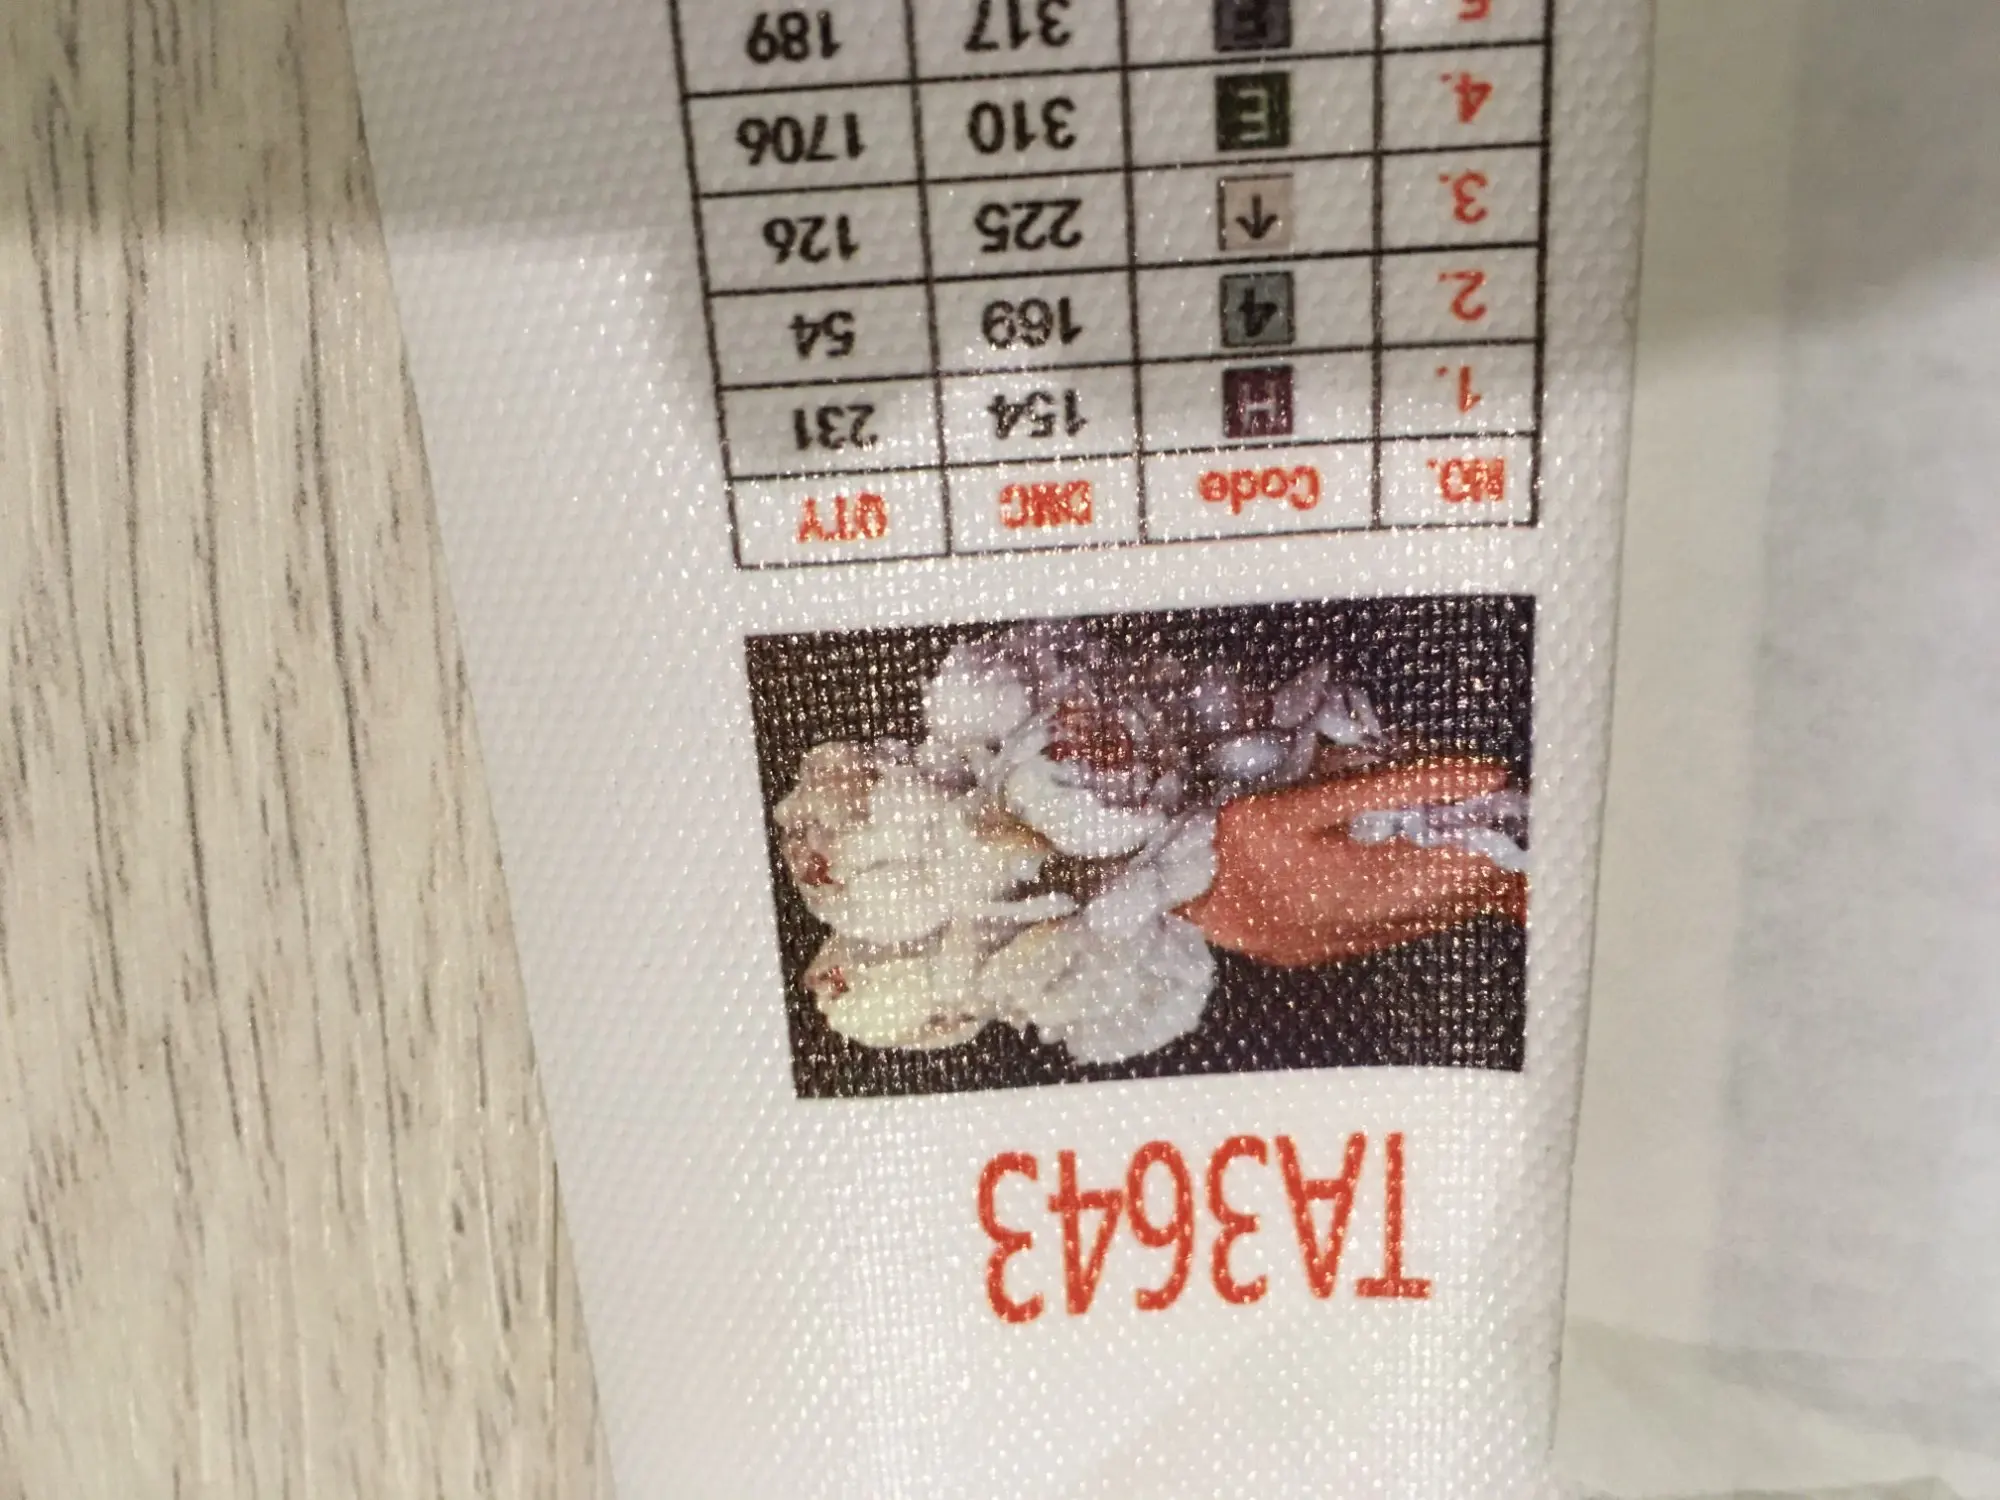 TA3643
NO. Code DMC QTY
1. H 154 231
2. 4 169 54
3. ↑ 225 126
4. E 310 1706
5 317 189